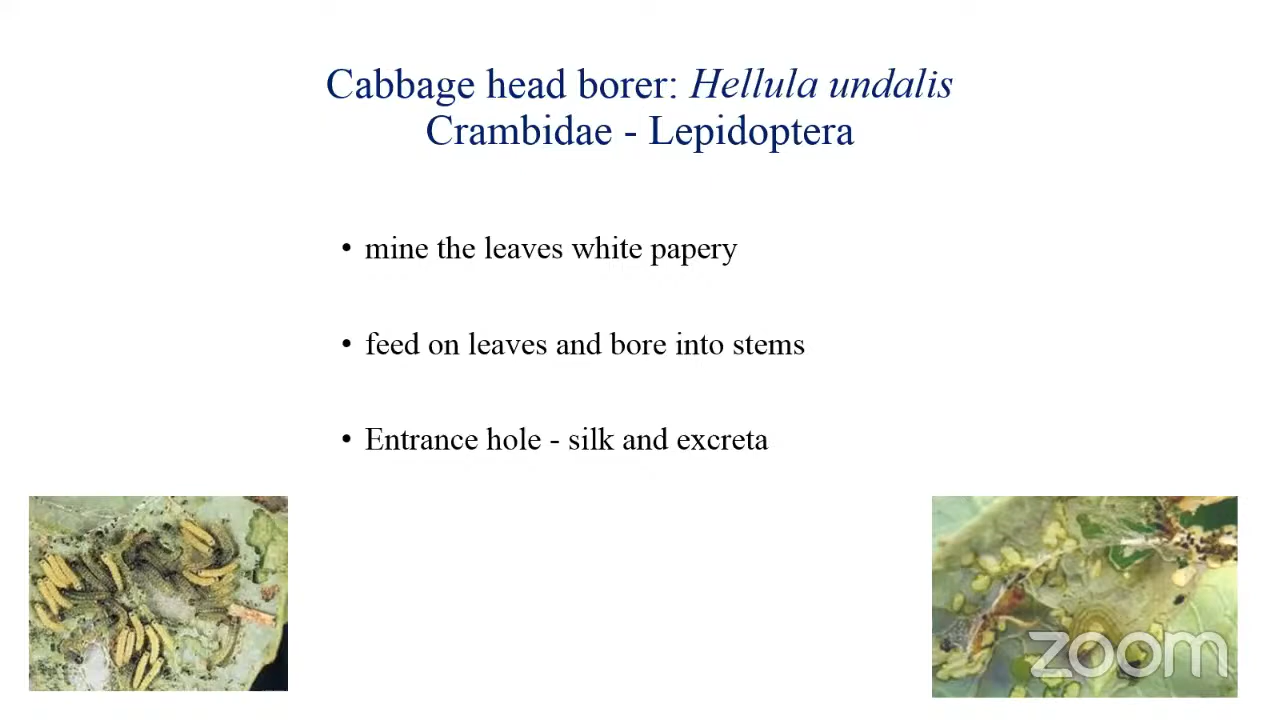 Cabbage head borer: Hellula undalis
Crambidae - Lepidoptera
• mine the leaves white papery
• feed on leaves and bore into stems
• Entrance hole - silk and excreta
zoom